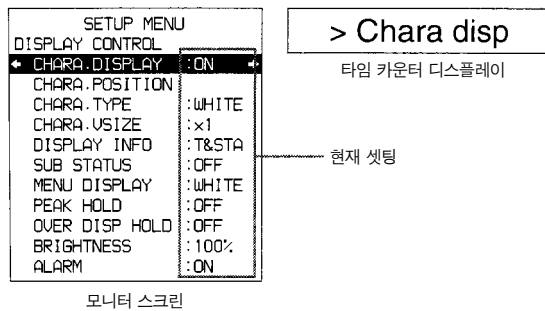 SETUP MENU
DISPLAY CONTROL
CHARA.DISPLAY :ON
CHARA.POSITION
CHARA.TYPE :WHITE
CHARA.VSIZE :x1
DISPLAY INFO :T&STA
SUB STATUS :OFF
MENU DISPLAY :WHITE
PEAK HOLD :OFF
OVER DISP HOLD :OFF
BRIGHTNESS :100%
ALARM :ON
모니터 스크린
> Chara disp
타임 카운터 디스플레이
현재 셋팅